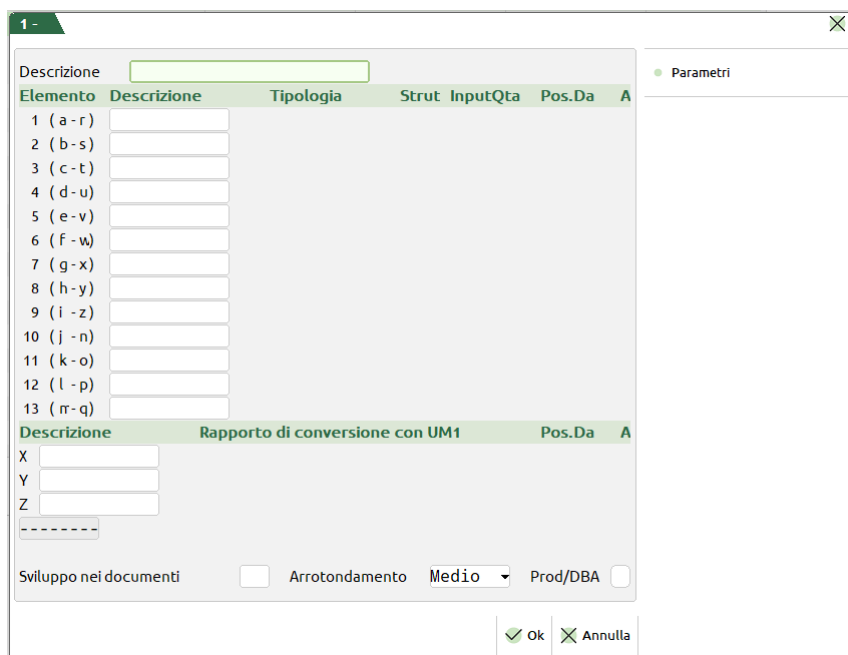 1 -
Descrizione
Parametri
Elemento Descrizione Tipologia Strut InputQta Pos.Da A
1 (a-r)
2 (b-s)
3 (c-t)
4 (d-u)
5 (e-v)
6 (f-w)
7 (g-x)
8 (h-y)
9 (i-z)
10 (j-n)
11 (k-o)
12 (l-p)
13 (m-q)
Descrizione Rapporto di conversione con UM1 Pos.Da A
X
Y
Z
--------
Sviluppo nei documenti Arrotondamento Medio Prod/DBA
Ok Annulla